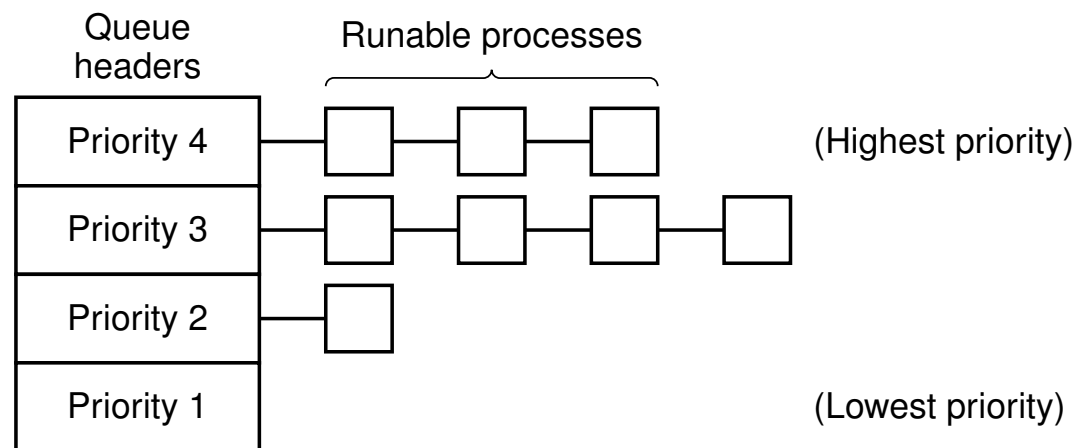 Queue
headers
Runable processes
Priority 4
(Highest priority)
Priority 3
Priority 2
Priority 1
(Lowest priority)